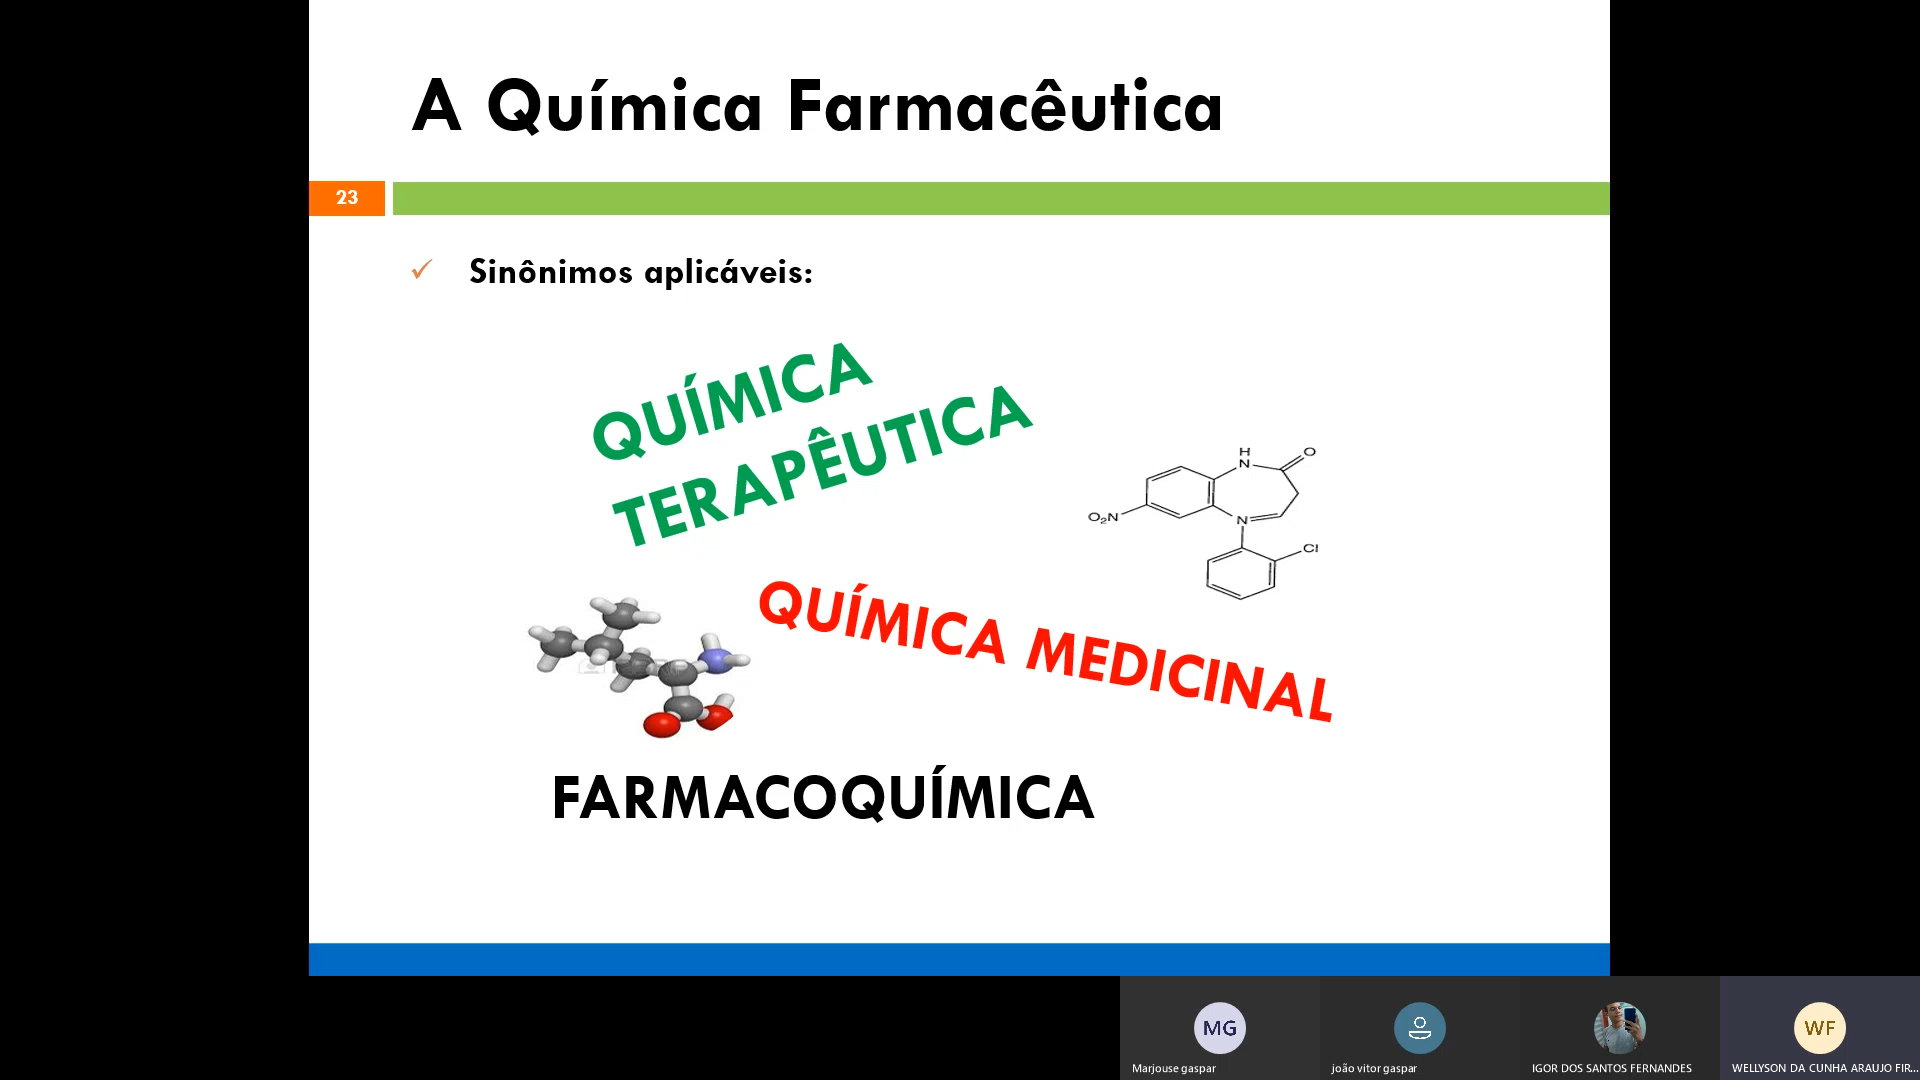 A Química Farmacêutica
23
Sinônimos aplicáveis:
QUÍMICA
TERAPÊUTICA
H
N
O
O₂N
N
Cl
QUÍMICA MEDICINAL
FARMACOQUÍMICA
MG
WF
Marjouse gaspar
joão vitor gaspar
IGOR DOS SANTOS FERNANDES
WELLYSON DA CUNHA ARAUJO FIR...